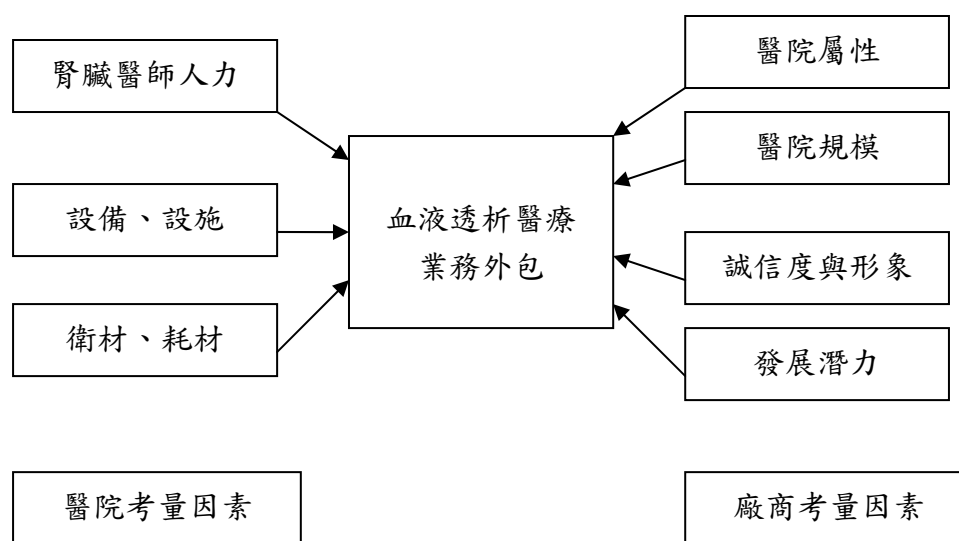 腎臟醫師人力
設備、設施
衛材、耗材
血液透析醫療
業務外包
醫院屬性
醫院規模
誠信度與形象
發展潛力
醫院考量因素
廠商考量因素